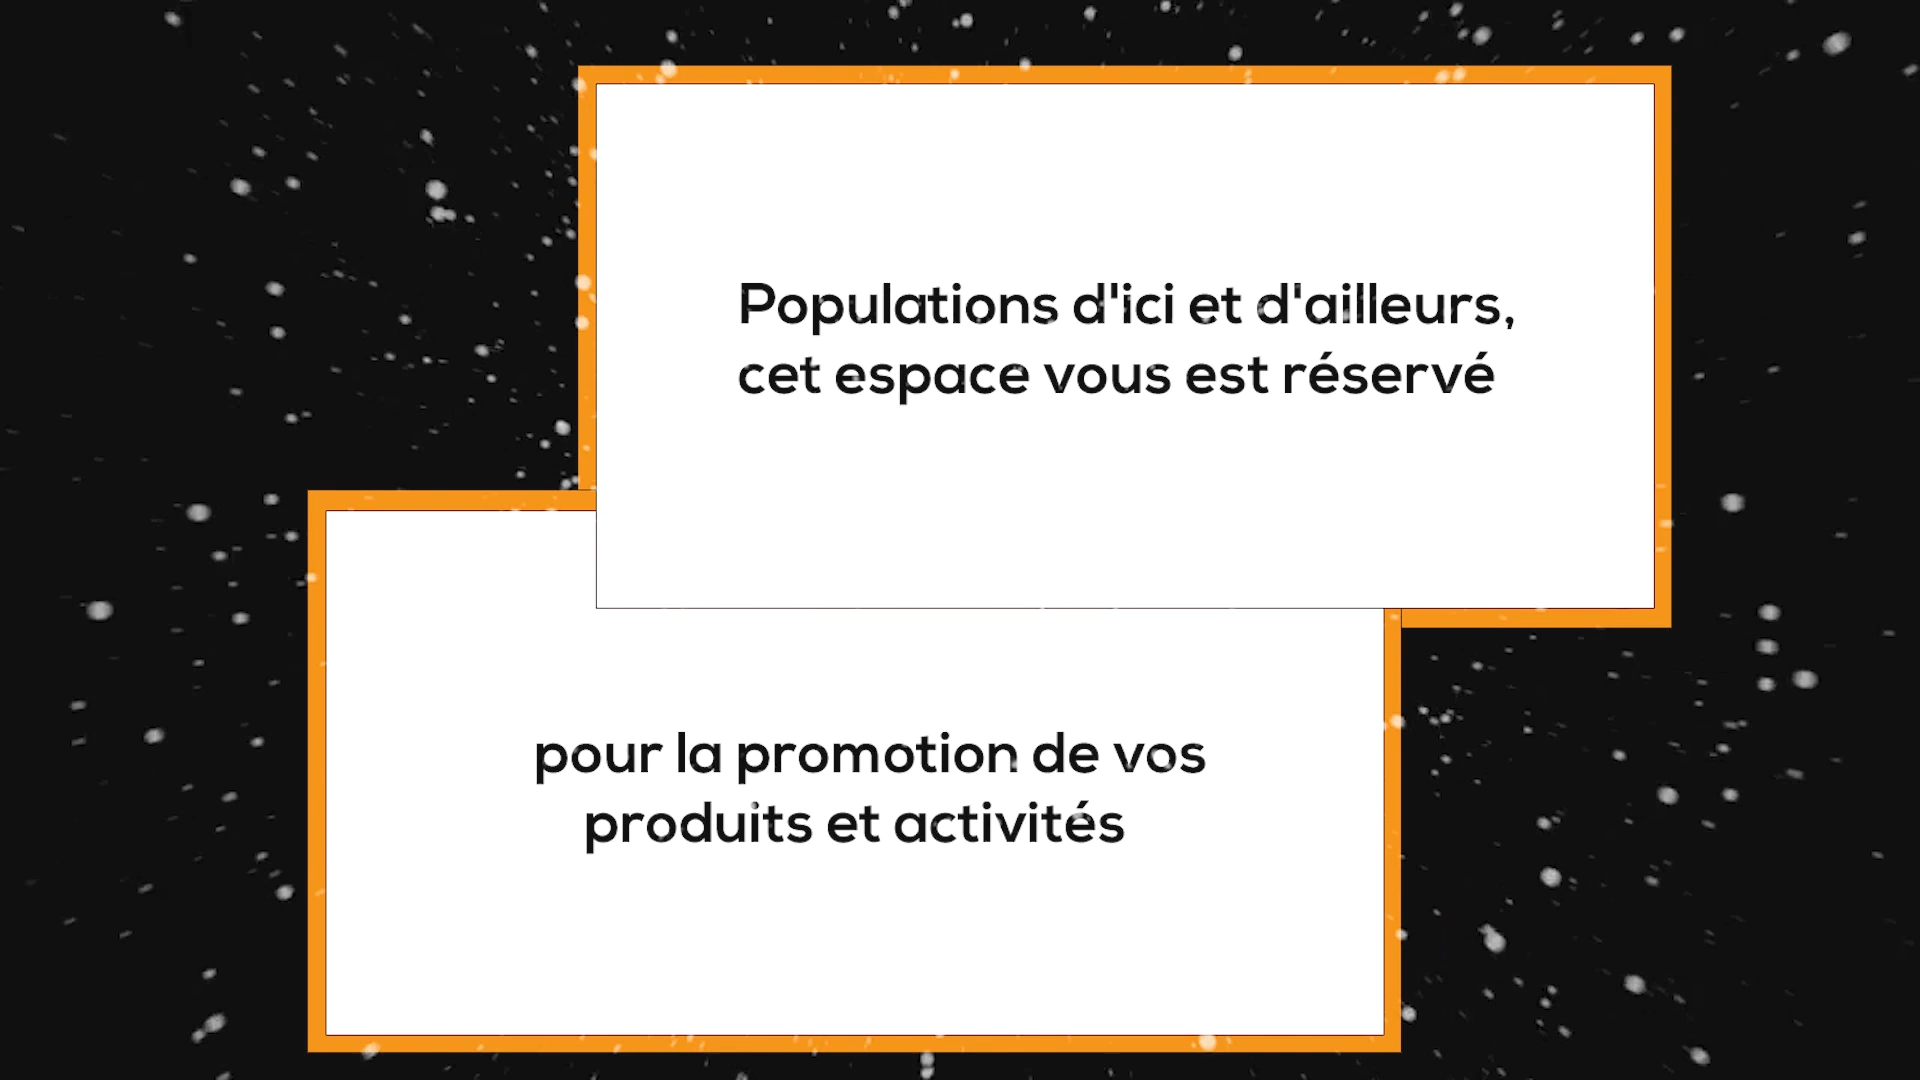 Populations d'ici et d'ailleurs,
cet espace vous est réservé
pour la promotion de vos
produits et activités